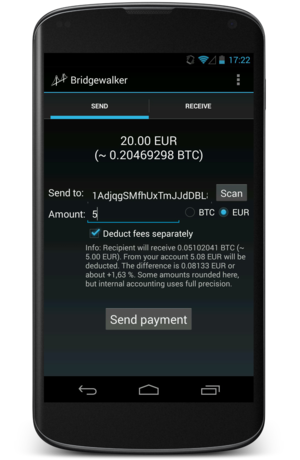 17:22
Bridgewalker
SEND RECEIVE
20.00 EUR
(~ 0.20469298 BTC)
Send to: 1AdjqgSMfhUxTmJJdDBL Scan
Amount: 5 BTC EUR
Deduct fees separately
Info: Recipient will receive 0.05102041 BTC (~
5.00 EUR). From your account 5.08 EUR will be
deducted. The difference is 0.08133 EUR or
about +1,63 %. Some amounts rounded here,
but internal accounting uses full precision.
Send payment